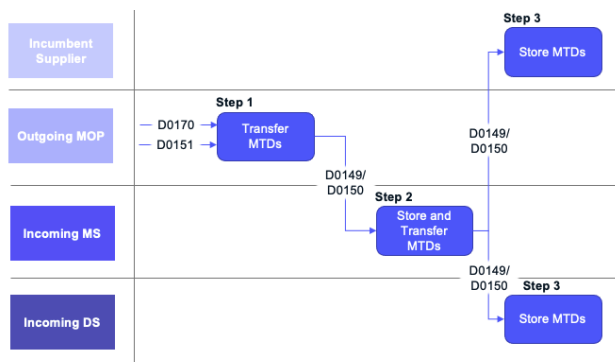 Step 3
Incumbent
Supplier
Store MTDs
Step 1
Outgoing MOP
D0170
D0151
Transfer
MTDs
D0149/
D0150
D0149/
D0150
Step 2
Incoming MS
Store and
Transfer
MTDs
D0149/
D0150
Step 3
Incoming DS
Store MTDs